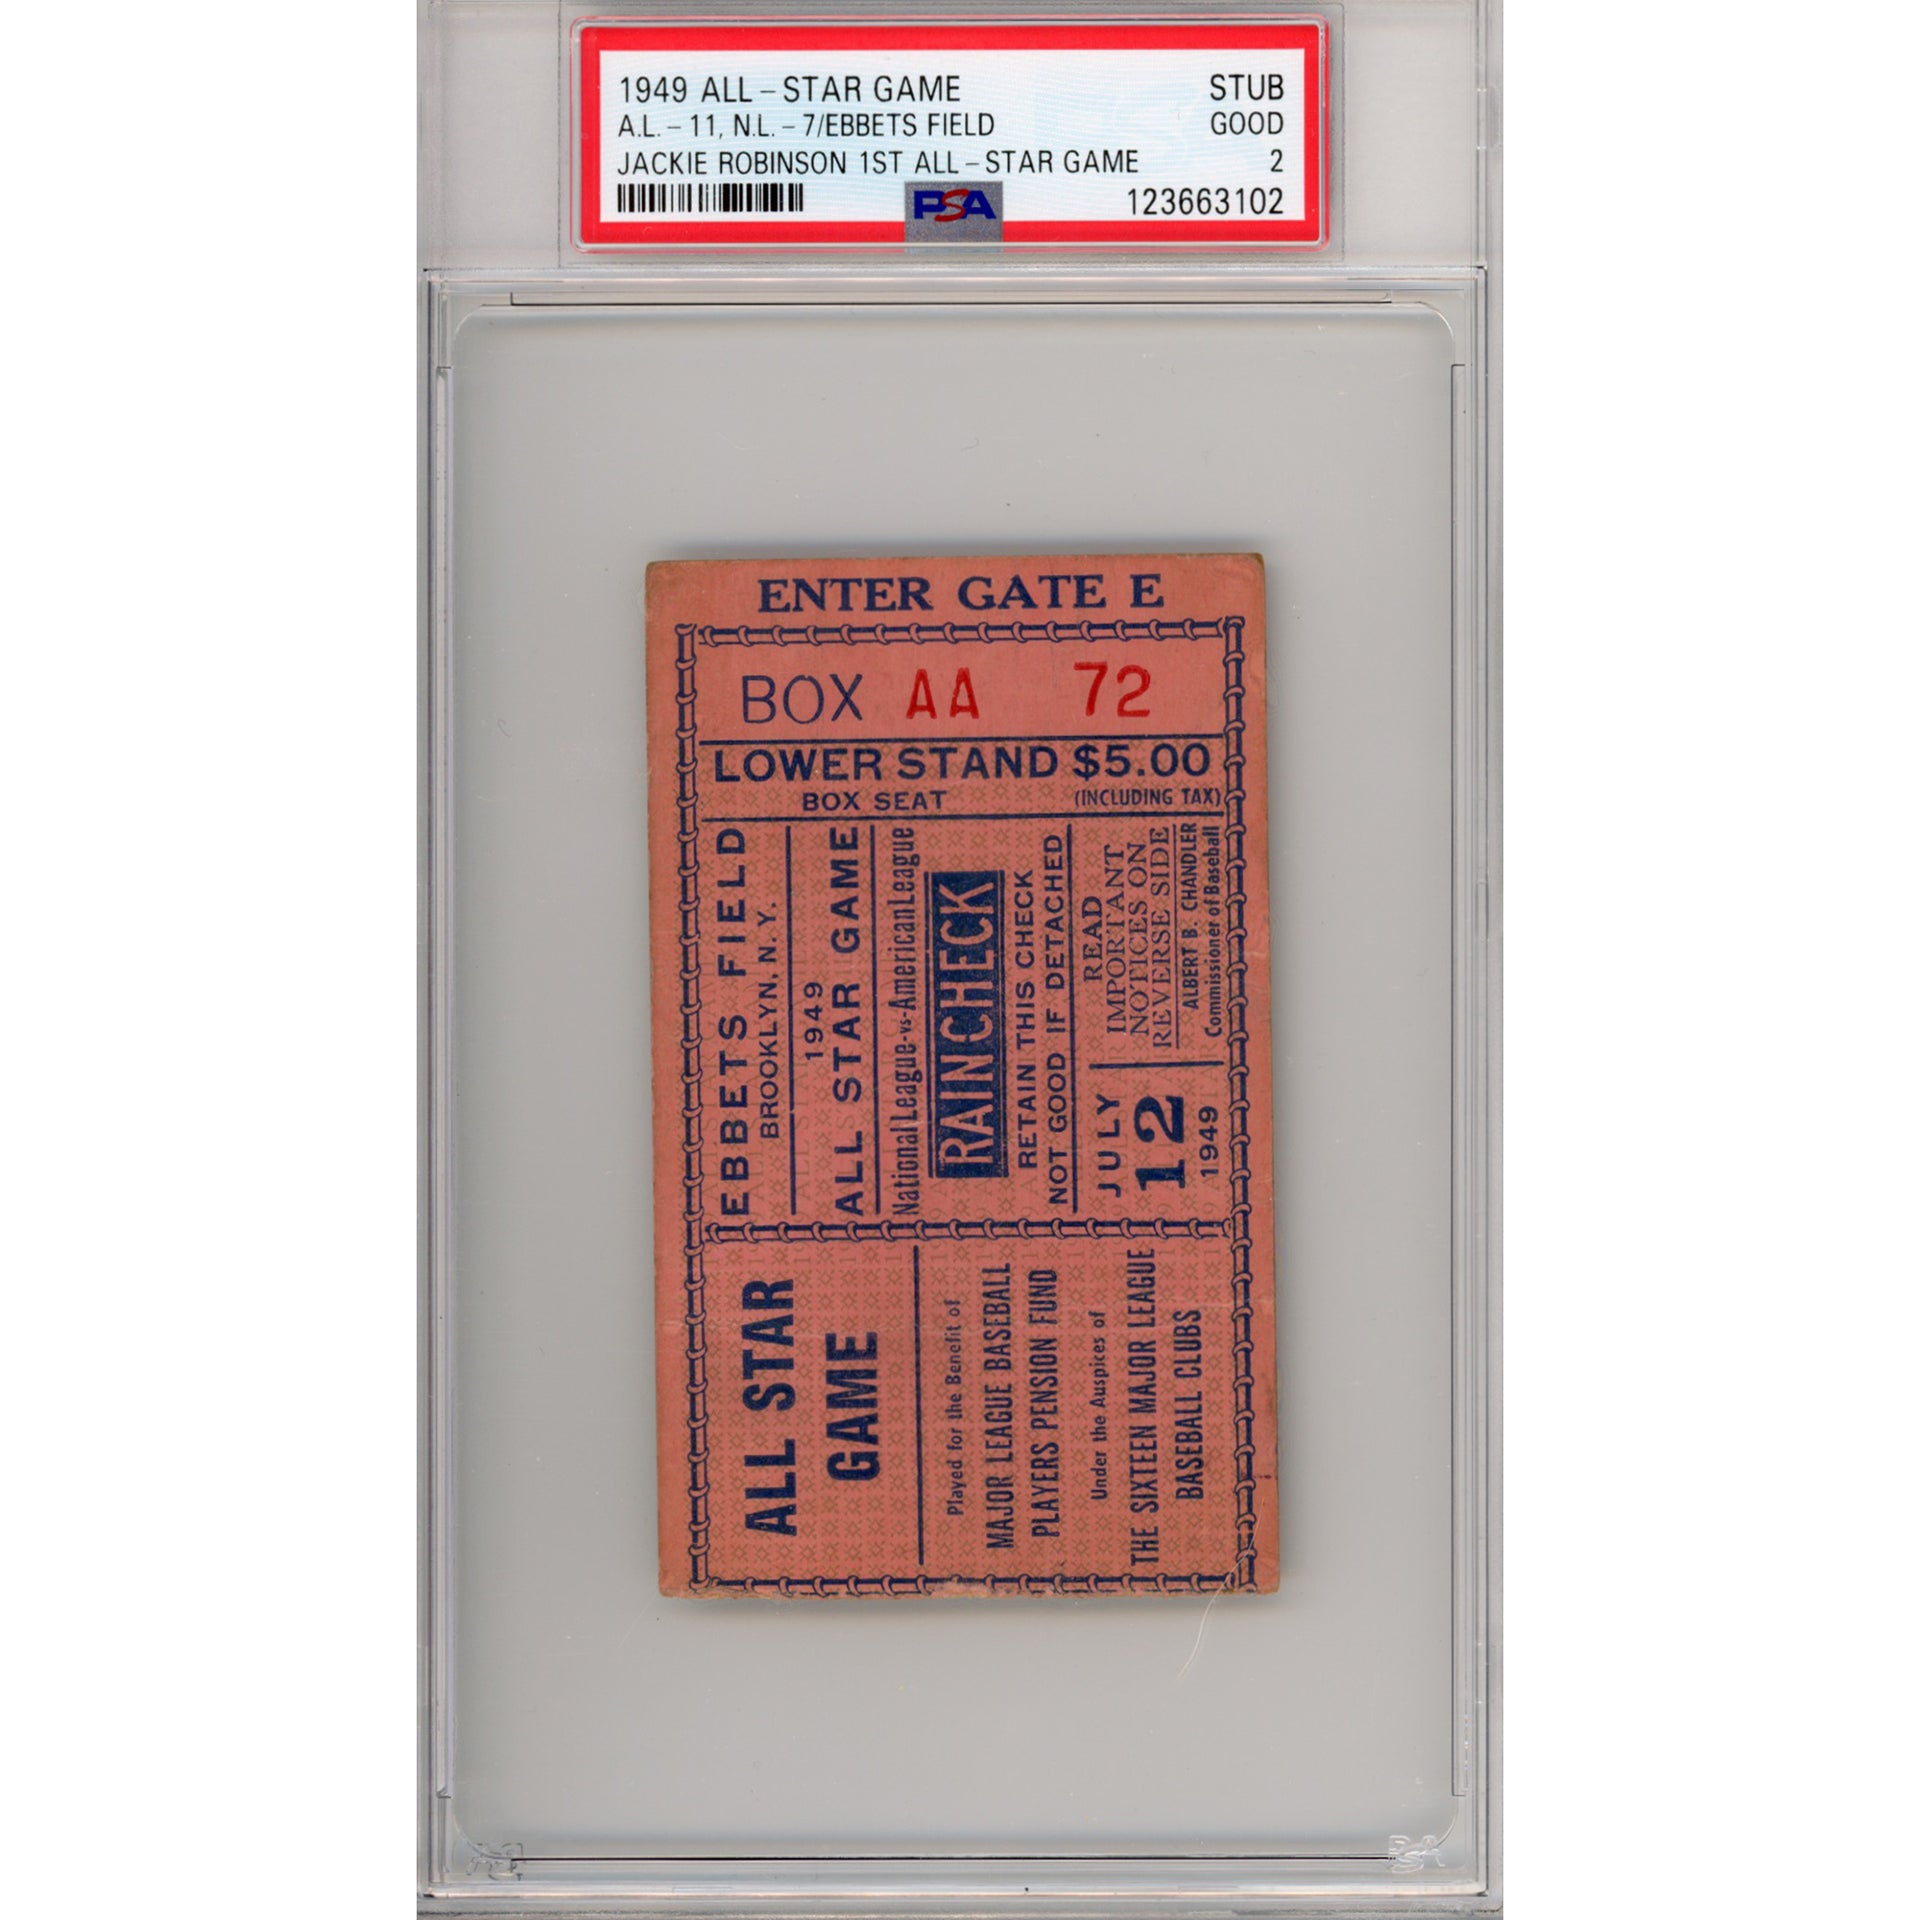 1949 ALL-STAR GAME STUB
A.L.-11, N.L.-7/EBBETS FIELD GOOD
JACKIE ROBINSON 1ST ALL-STAR GAME 2
PSA 123663102
ENTER GATE E
BOX AA 72
LOWER STAND $5.00
BOX SEAT (INCLUDING TAX)
EBBETS FIELD
BROOKLYN, N. Y.
1949
ALL STAR GAME
National League-vs-American League
RAIN CHECK
RETAIN THIS CHECK
NOT GOOD IF DETACHED
JULY
12
1949
READ
IMPORTANT
NOTICES ON
REVERSE SIDE
ALBERT B. CHANDLER
Commissioner of Baseball
ALL STAR
GAME
Played for the Benefit of
MAJOR LEAGUE BASEBALL
PLAYERS PENSION FUND
Under the Auspices of
THE SIXTEEN MAJOR LEAGUE
BASEBALL CLUBS
PSA